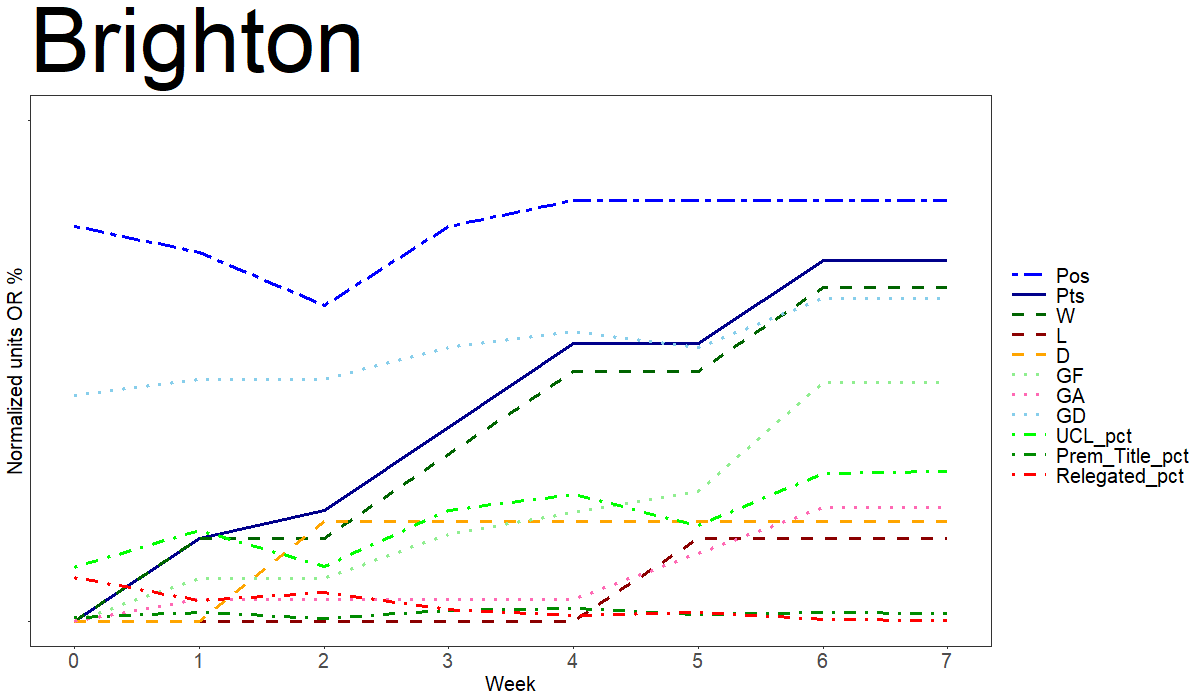 Brighton
Normalized units OR %
0 1 2 3 4 5 6 7
Week
Pos
Pts
W
L
D
GF
GA
GD
UCL_pct
Prem_Title_pct
Relegated_pct